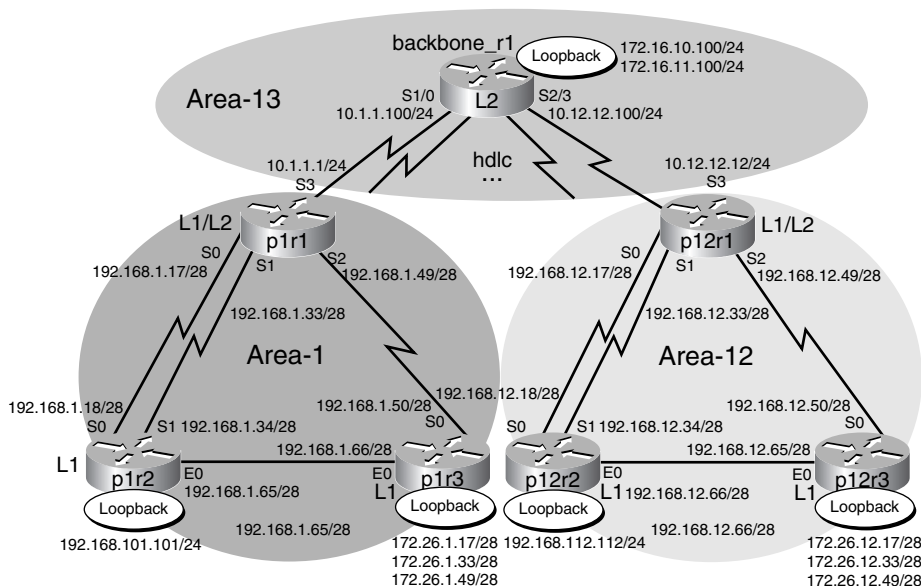 backbone_r1
Loopback
172.16.10.100/24
172.16.11.100/24
Area-13
L2
S1/0
S2/3
10.1.1.100/24
10.12.12.100/24
hdlc
...
10.1.1.1/24
10.12.12.12/24
S3
S3
L1/L2
p1r1
p12r1
L1/L2
S0
S1
S2
S0
S1
S2
192.168.1.17/28
192.168.1.49/28
192.168.12.17/28
192.168.12.49/28
192.168.1.33/28
192.168.12.33/28
Area-1
Area-12
192.168.1.18/28
192.168.1.50/28
192.168.12.18/28
192.168.12.50/28
S0
S1 192.168.1.34/28
S0
S0
S1 192.168.12.34/28
S0
192.168.1.66/28
192.168.12.65/28
L1
p1r2
E0
E0
p1r3
p12r2
E0
E0
p12r3
192.168.1.65/28
L1
L1
192.168.12.66/28
L1
Loopback
Loopback
Loopback
Loopback
192.168.1.65/28
192.168.12.66/28
192.168.101.101/24
172.26.1.17/28
172.26.1.33/28
172.26.1.49/28
192.168.112.112/24
172.26.12.17/28
172.26.12.33/28
172.26.12.49/28